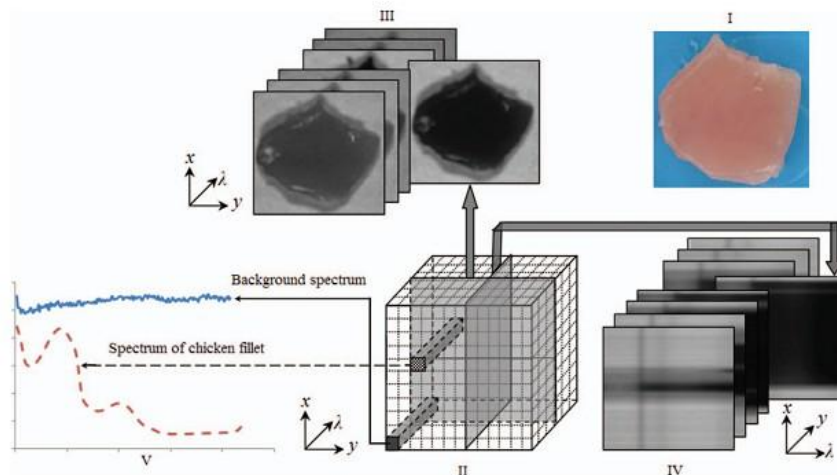 III
I
x
λ
y
Background spectrum
Spectrum of chicken fillet
x
λ
y
x
y
λ
V
II
IV